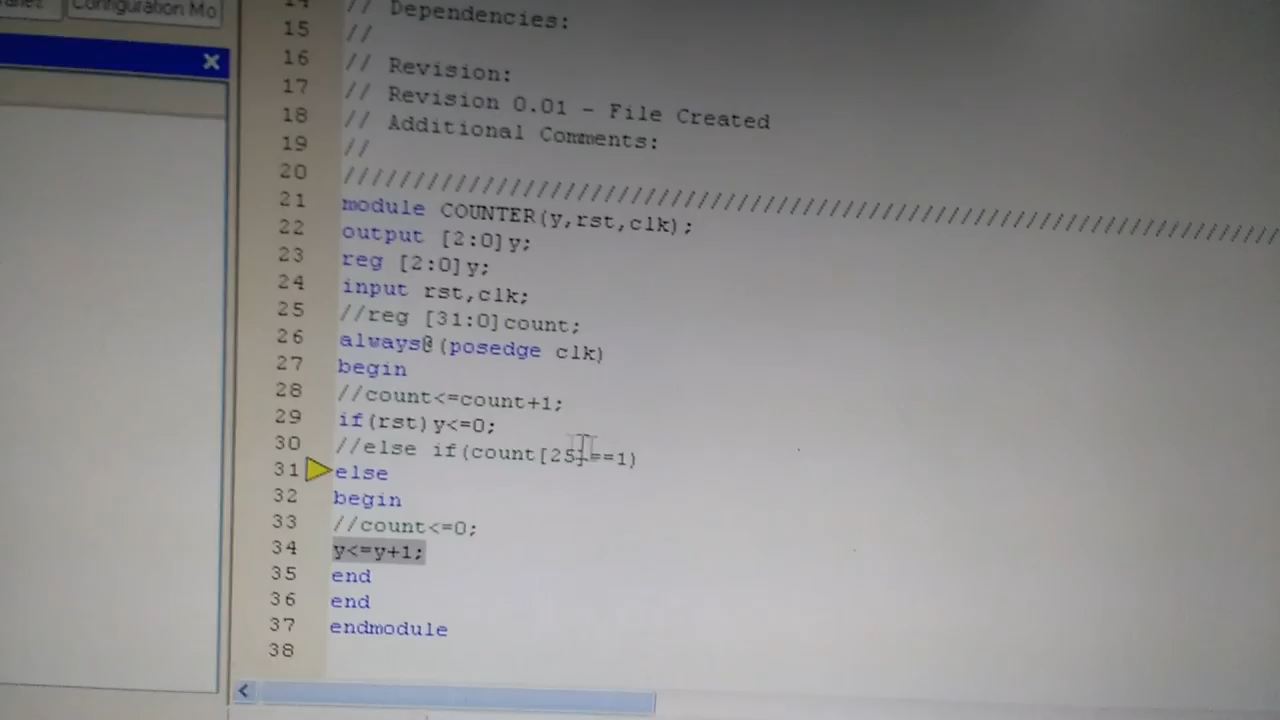 Configuration Mo
14 // Dependencies:
15 //
16 // Revision:
17 // Revision 0.01 - File Created
18 // Additional Comments:
19 //
20 //////////////////////////////////////////////////////////////////////////////////
21 module COUNTER(y,rst,clk);
22 output [2:0]y;
23 reg [2:0]y;
24 input rst,clk;
25 //reg [31:0]count;
26 always@(posedge clk)
27 begin
28 //count<=count+1;
29 if(rst)y<=0;
30 //else if(count[25]==1)
31 else
32 begin
33 //count<=0;
34 y<=y+1;
35 end
36 end
37 endmodule
38